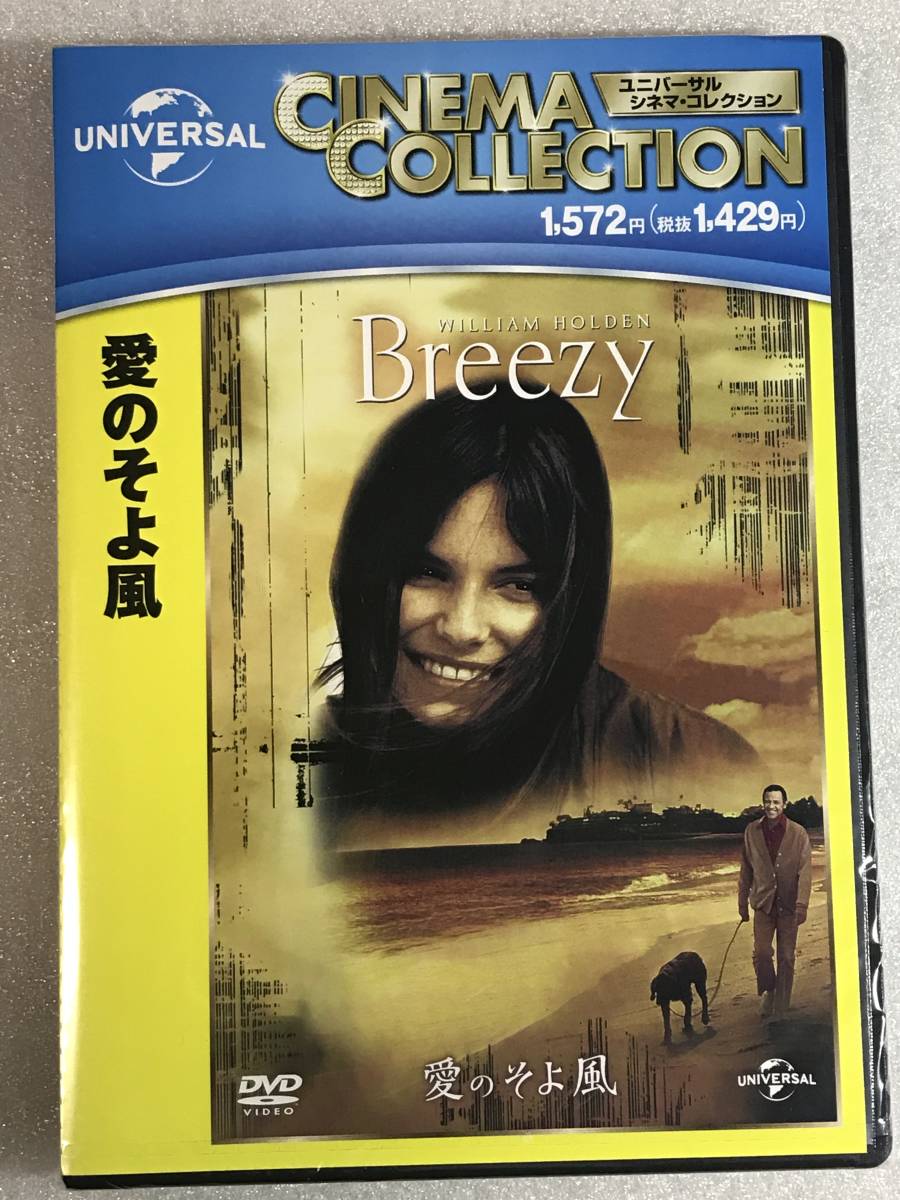 UNIVERSAL
CINEMA
COLLECTION
ユニバーサル
シネマ・コレクション
1,572円(税抜1,429円)
愛のそよ風
WILLIAM HOLDEN
Breezy
愛のそよ風
DVD
VIDEO
UNIVERSAL